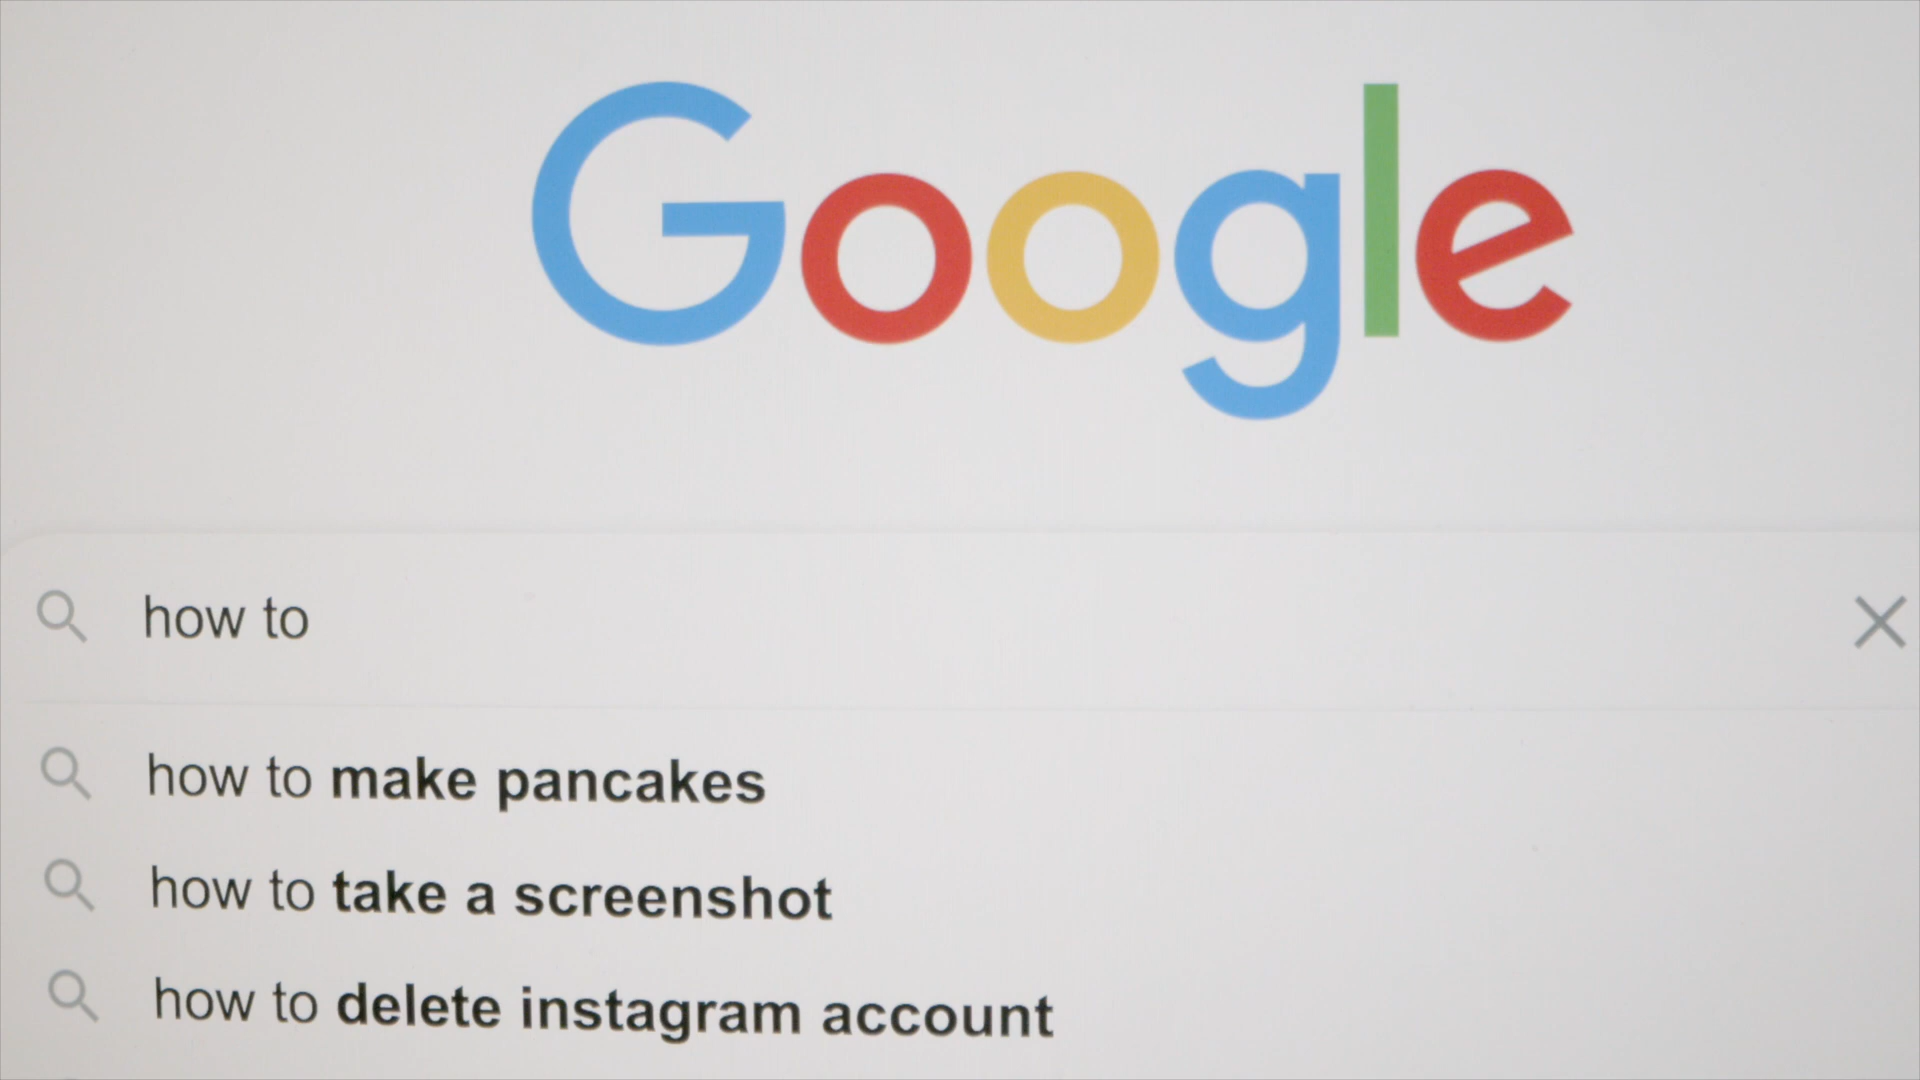 Google
how to
how to make pancakes
how to take a screenshot
how to delete instagram account